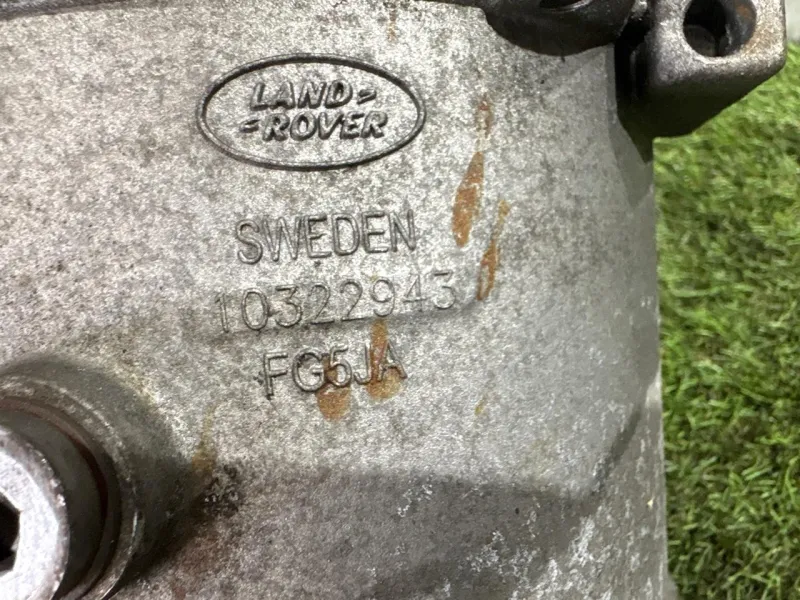 LAND-
-ROVER
SWEDEN
10322943
FG5JA